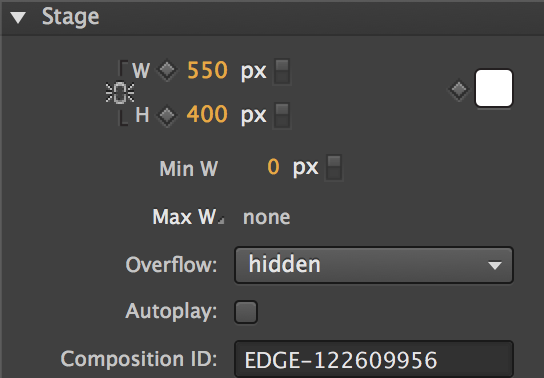 Stage
W 550 px
H 400 px
Min W 0 px
Max W none
Overflow: hidden
Autoplay:
Composition ID: EDGE-122609956